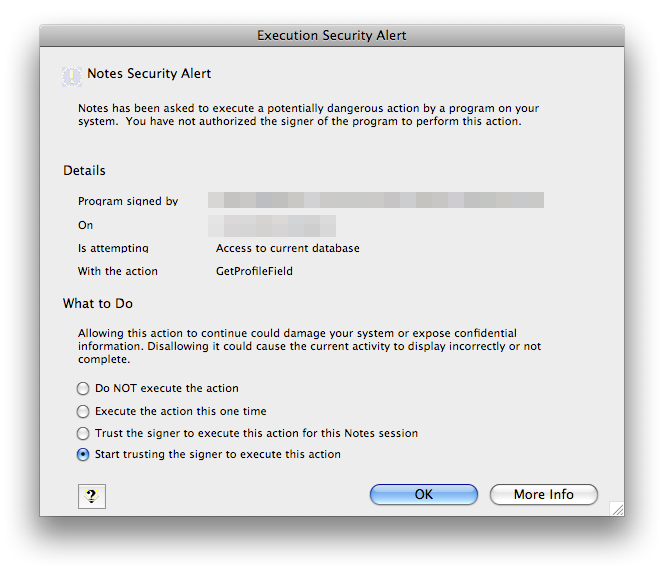 Execution Security Alert
Notes Security Alert
Notes has been asked to execute a potentially dangerous action by a program on your
system.  You have not authorized the signer of the program to perform this action.
Details
Program signed by
On
Is attempting Access to current database
With the action GetProfileField
What to Do
Allowing this action to continue could damage your system or expose confidential
information. Disallowing it could cause the current activity to display incorrectly or not
complete.
Do NOT execute the action
Execute the action this one time
Trust the signer to execute this action for this Notes session
Start trusting the signer to execute this action
? OK More Info